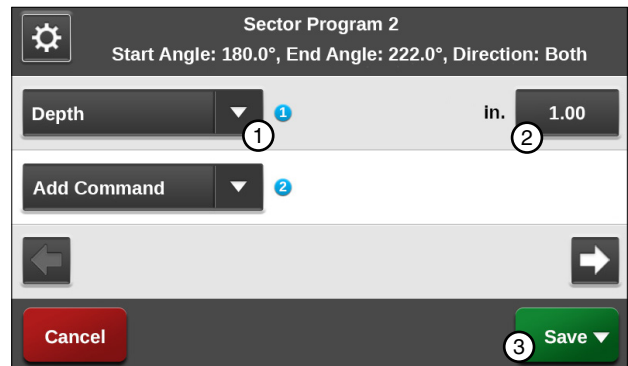 Sector Program 2
Start Angle: 180.0°, End Angle: 222.0°, Direction: Both
Depth 1 in. 1.00
1 2
Add Command 2
Cancel Save
3